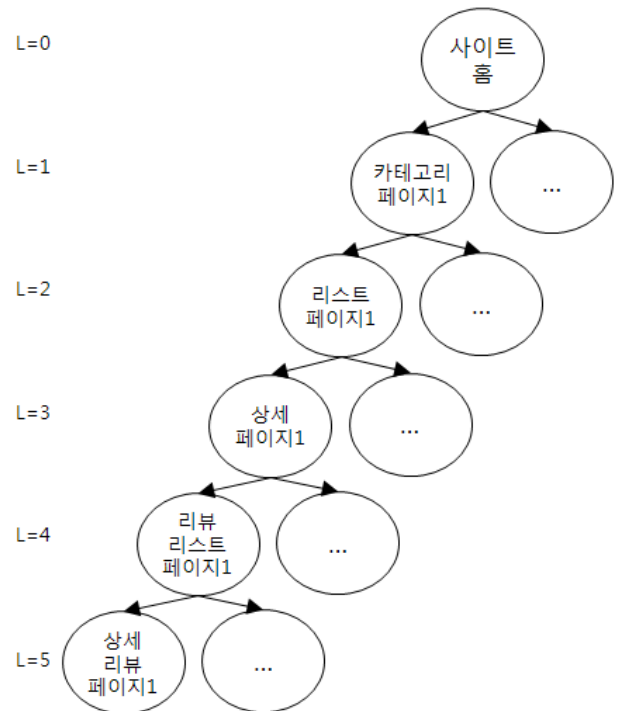 L=0
사이트
홈
L=1
카테고리
페이지1
...
L=2
리스트
페이지1
...
L=3
상세
페이지1
...
L=4
리뷰
리스트
페이지1
...
L=5
상세
리뷰
페이지1
...